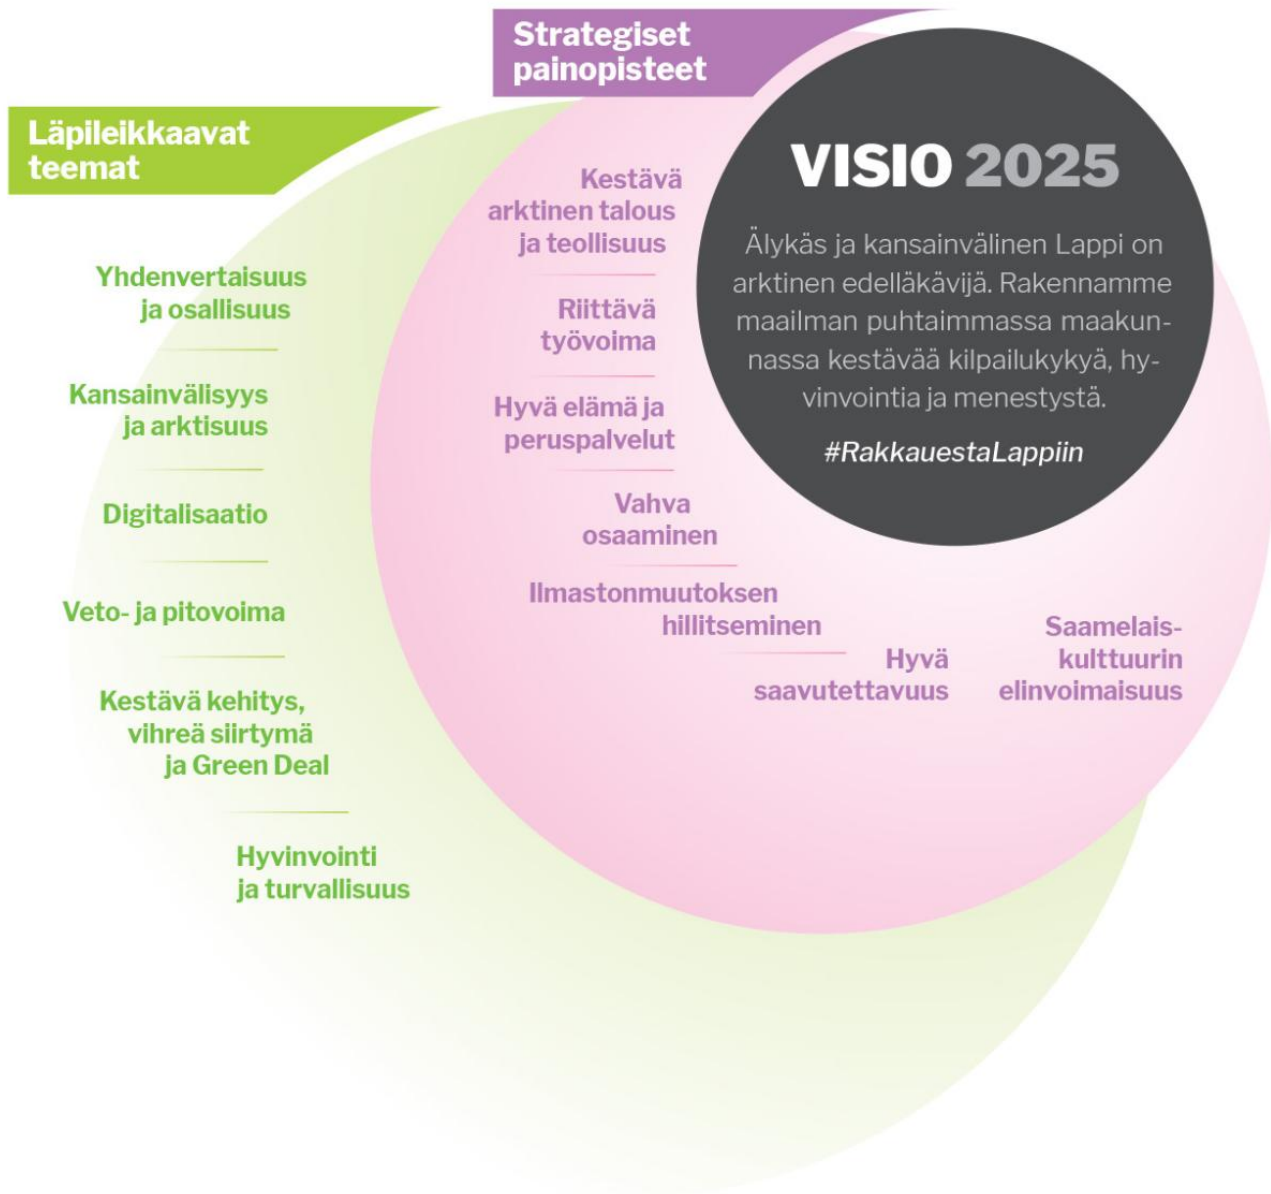 Strategiset
painopisteet
Läpileikkaavat
teemat
VISIO 2025
Älykäs ja kansainvälinen Lappi on
arktinen edelläkävijä. Rakennamme
maailman puhtaimmassa maakun-
nassa kestävää kilpailukykyä, hy-
vinvointia ja menestystä.
#RakkauestaLappiin
Kestävä
arktinen talous
ja teollisuus
Riittävä
työvoima
Hyvä elämä ja
peruspalvelut
Vahva
osaaminen
Ilmastonmuutoksen
hillitseminen
Hyvä
saavutettavuus
Saamelais-
kulttuurin
elinvoimaisuus
Yhdenvertaisuus
ja osallisuus
Kansainvälisyys
ja arktisuus
Digitalisaatio
Veto- ja pitovoima
Kestävä kehitys,
vihreä siirtymä
ja Green Deal
Hyvinvointi
ja turvallisuus